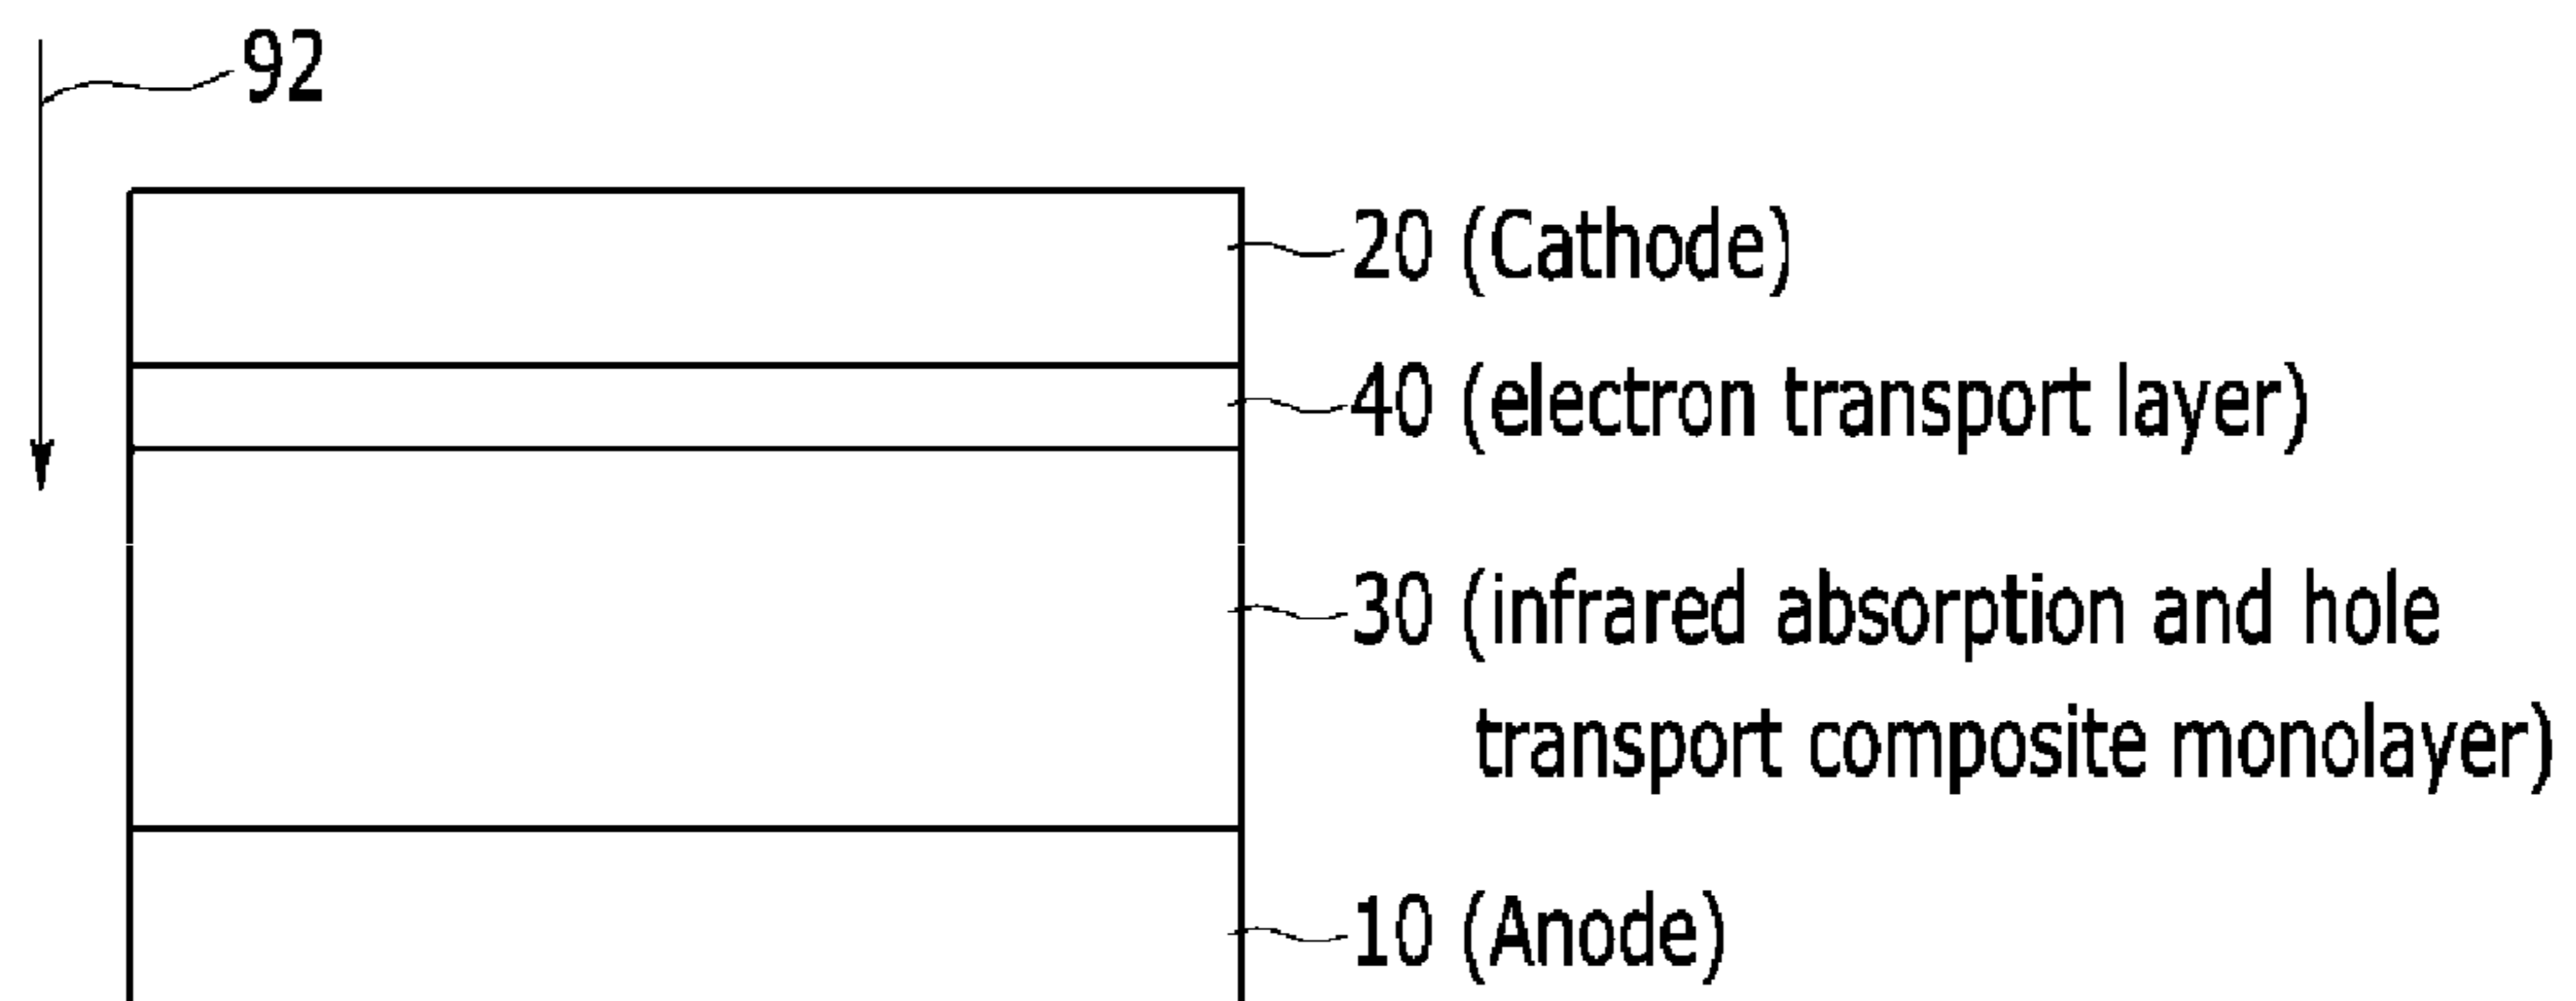 92
20 (Cathode)
40 (electron transport layer)
30 (infrared absorption and hole
transport composite monolayer)
10 (Anode)